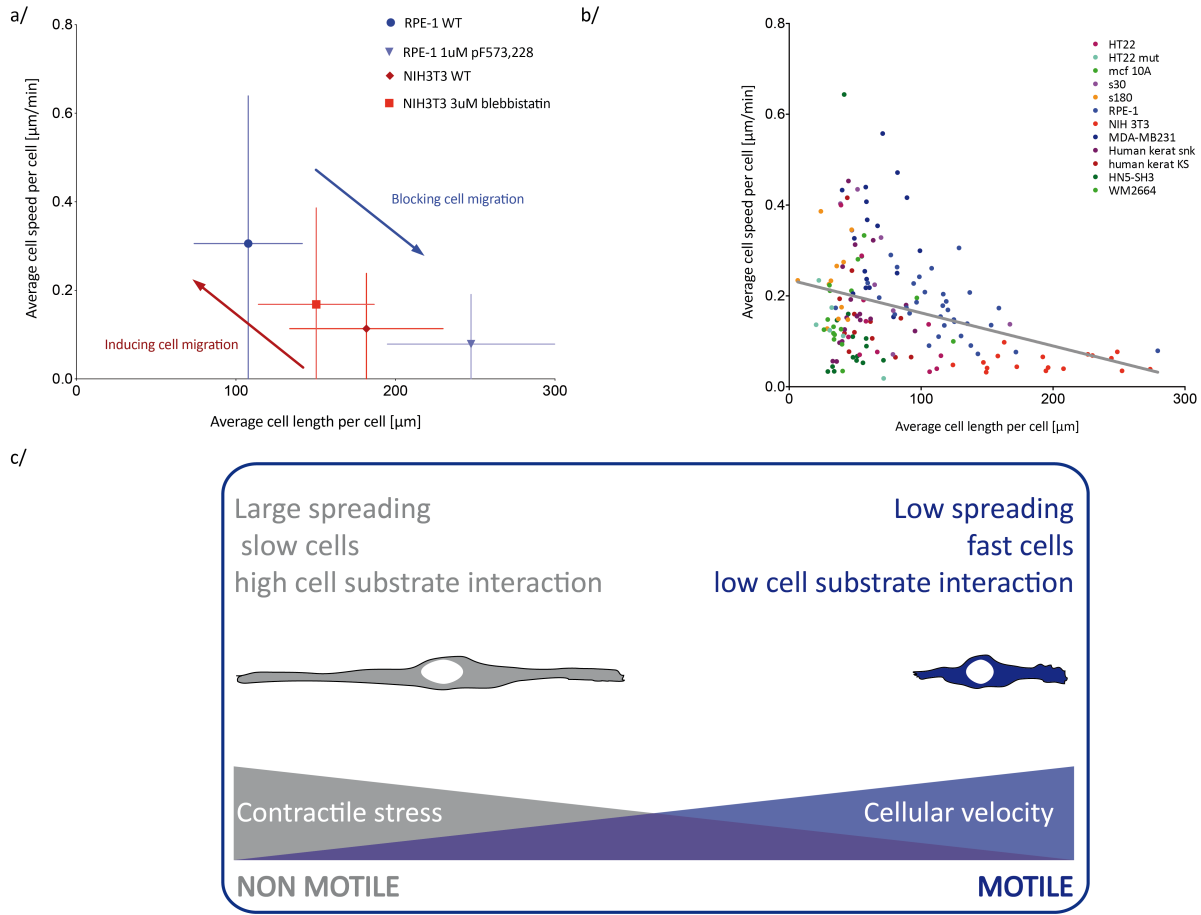 a/
0.8
0.6
0.4
0.2
0.0
0
100
200
300
Average cell speed per cell [µm/min]
Average cell length per cell [µm]
RPE-1 WT
RPE-1 1uM pF573,228
NIH3T3 WT
NIH3T3 3uM blebbistatin
Blocking cell migration
Inducing cell migration
b/
0.8
0.6
0.4
0.2
0.0
0
100
200
300
Average cell speed per cell [µm/min]
Average cell length per cell [µm]
HT22
HT22 mut
mcf 10A
s30
s180
RPE-1
NIH 3T3
MDA-MB231
Human kerat snk
human kerat KS
HN5-SH3
WM2664
c/
Large spreading
slow cells
high cell substrate interaction
Low spreading
fast cells
low cell substrate interaction
Contractile stress
Cellular velocity
NON MOTILE
MOTILE